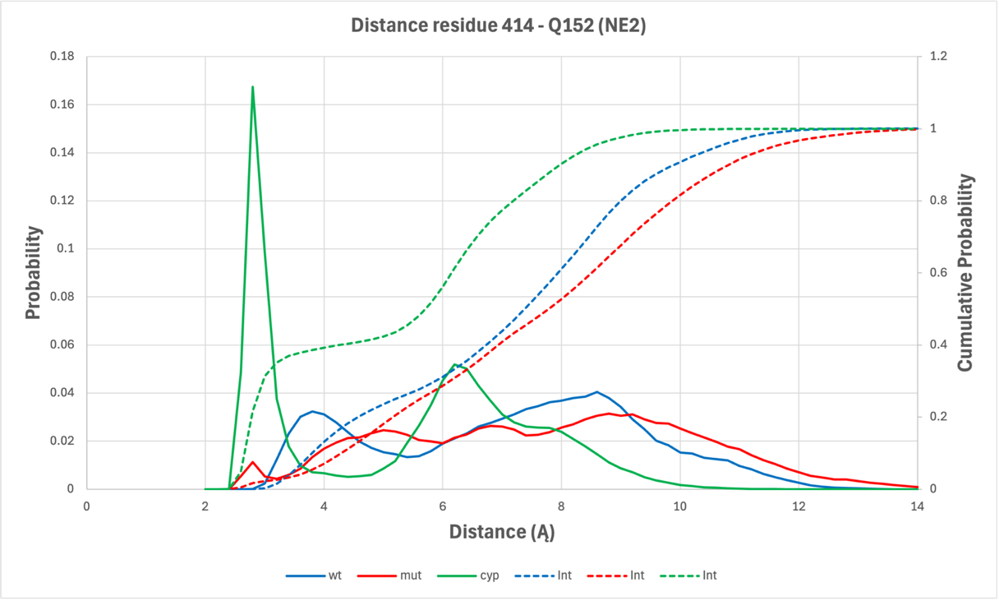 Distance residue 414 - Q152 (NE2)
0.18
0.16
0.14
0.12
0.1
0.08
0.06
0.04
0.02
0
Probability
1.2
1
0.8
0.6
0.4
0.2
0
Cumulative Probability
0 2 4 6 8 10 12 14
Distance (Ą)
wt mut cyp Int Int Int